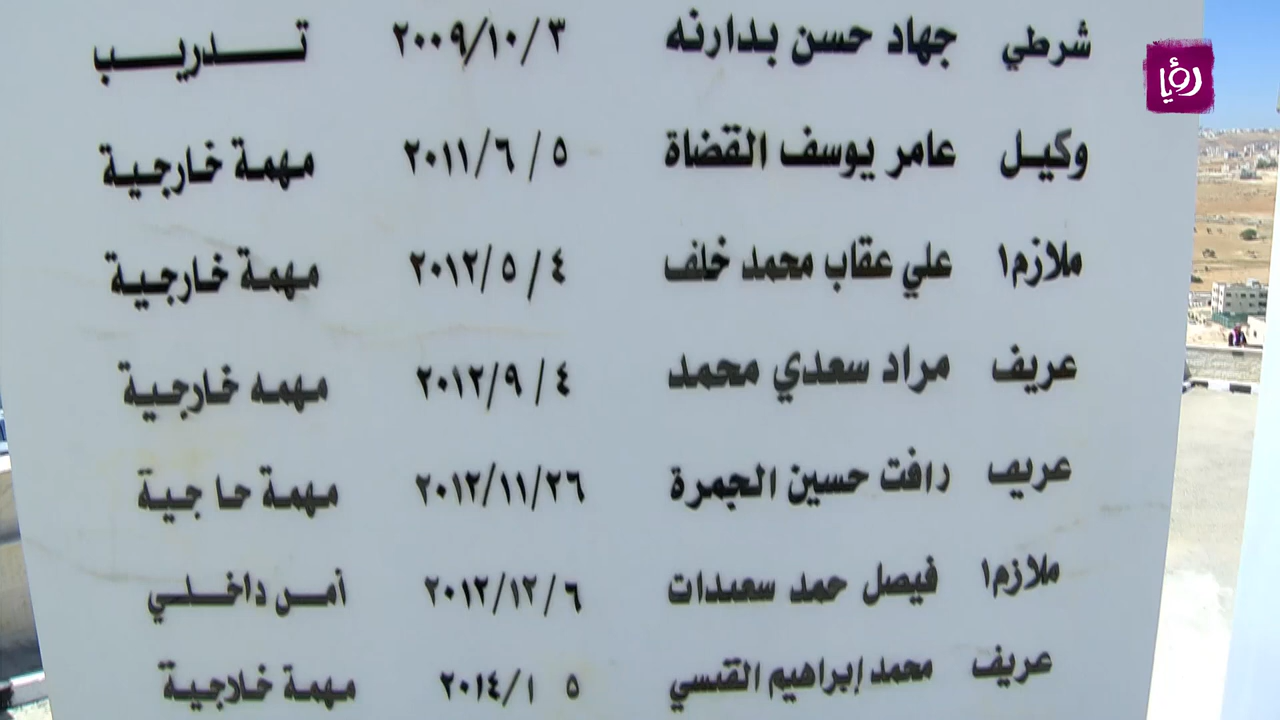 شرطي جهاد حسن بدارنه ٢٠٠٩/١٠/٣ تدريب
رؤيا
وكيل عامر يوسف القضاة ٢٠١١/٦/٥ مهمة خارجية
ملازم١ علي عقاب محمد خلف ٢٠١٢/٥/٤ مهمة خارجية
عريف مراد سعدي محمد ٢٠١٢/٩/٤ مهمه خارجية
عريف رافت حسين الجمرة ٢٠١٢/١١/٢٦ مهمة حا جية
ملازم١ فيصل حمد سعيدات ٢٠١٢/١٢/٦ أمن داخلي
عريف محمد إبراهيم القيسي ٢٠١٤/١ ٥ مهمة خلاجية